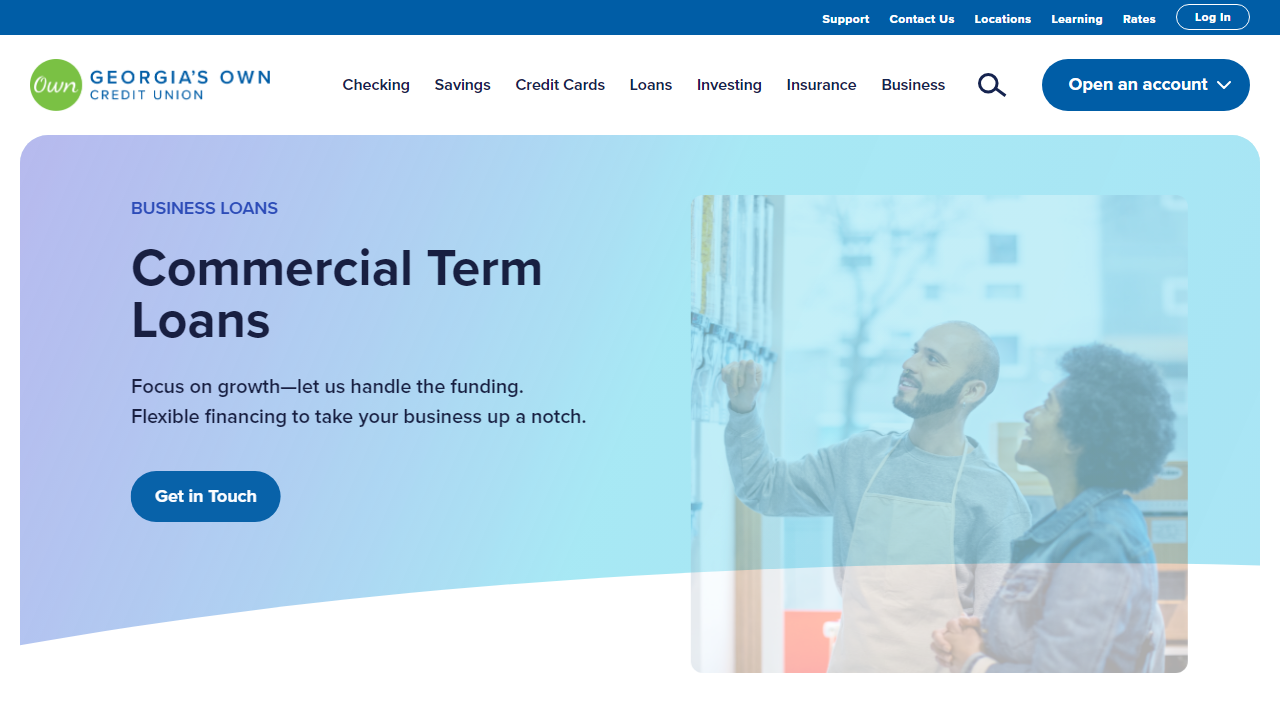 Support Contact Us Locations Learning Rates Log In
Own GEORGIA'S OWN
CREDIT UNION
Checking Savings Credit Cards Loans Investing Insurance Business Open an account
BUSINESS LOANS
Commercial Term
Loans
Focus on growth—let us handle the funding.
Flexible financing to take your business up a notch.
Get in Touch